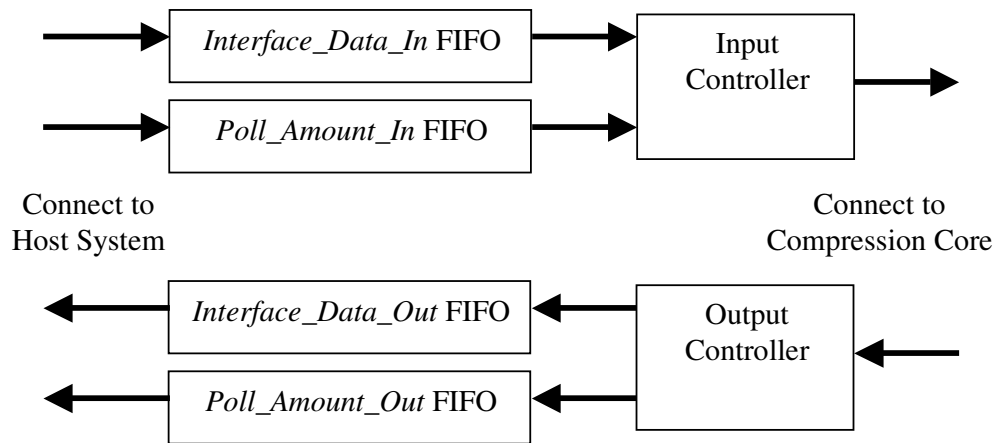 Interface_Data_In FIFO
Input
Controller
Poll_Amount_In FIFO
Connect to
Host System
Connect to
Compression Core
Interface_Data_Out FIFO
Output
Controller
Poll_Amount_Out FIFO